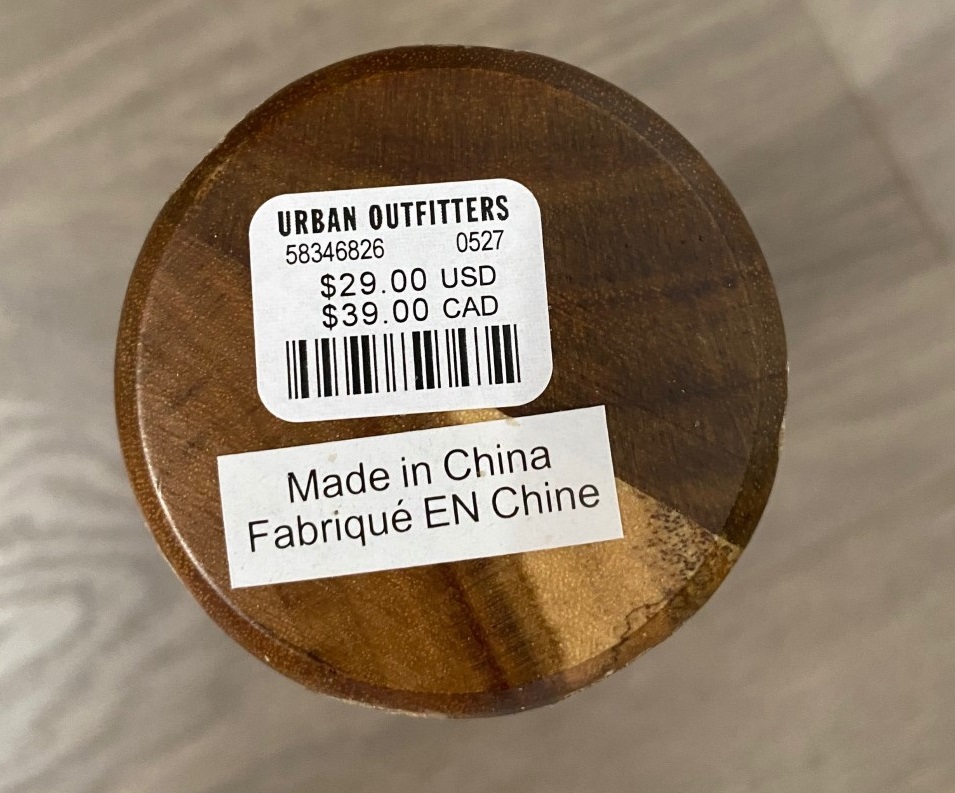 URBAN OUTFITTERS
58346826 0527
$29.00 USD
$39.00 CAD
Made in China
Fabriqué EN Chine